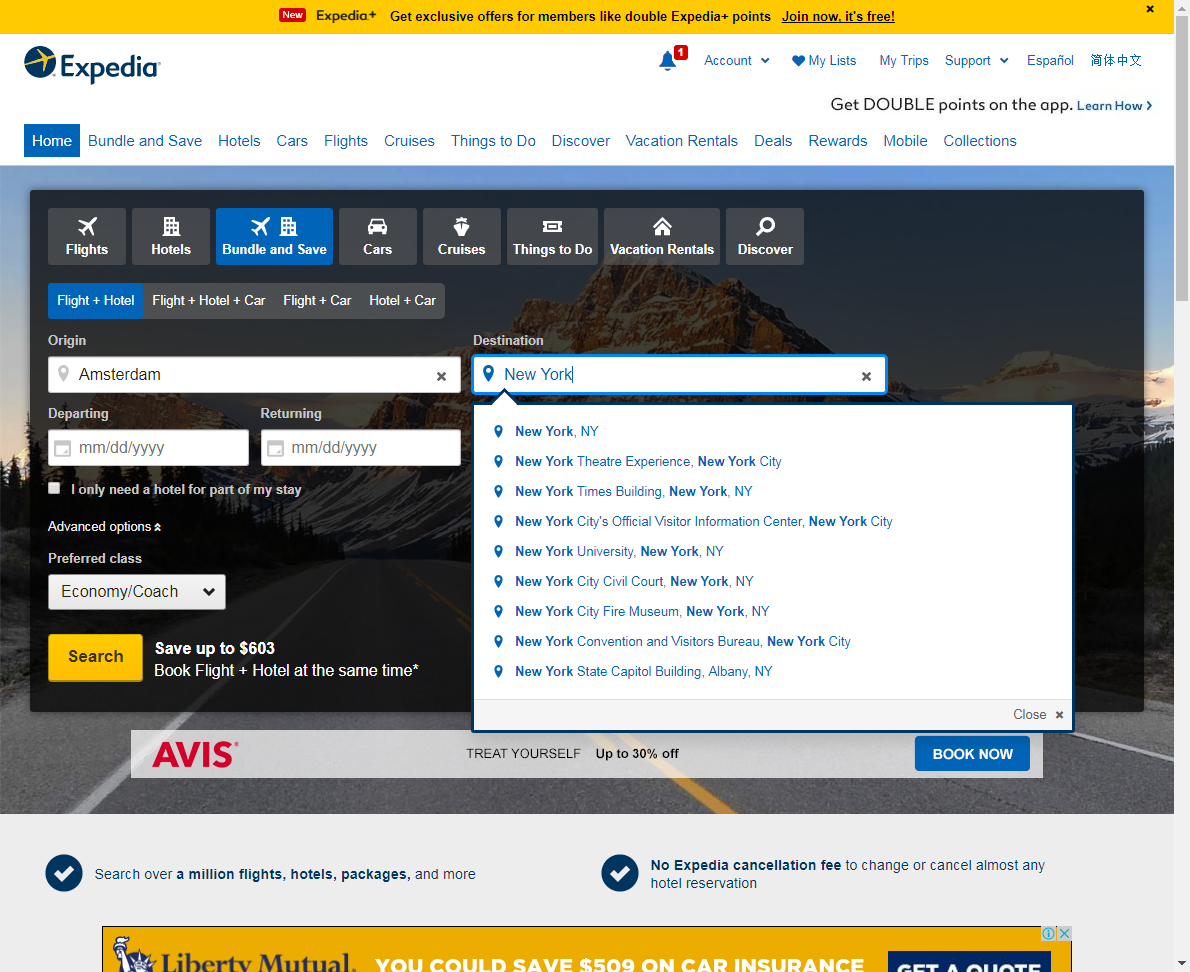 New Expedia+ Get exclusive offers for members like double Expedia+ points Join now, it's free!
Expedia
1 Account My Lists My Trips Support Español 简体中文
Get DOUBLE points on the app. Learn How
Home Bundle and Save Hotels Cars Flights Cruises Things to Do Discover Vacation Rentals Deals Rewards Mobile Collections
Flights Hotels Bundle and Save Cars Cruises Things to Do Vacation Rentals Discover
Flight + Hotel Flight + Hotel + Car Flight + Car Hotel + Car
Origin Destination
Amsterdam New York
Departing Returning
mm/dd/yyyy mm/dd/yyyy
I only need a hotel for part of my stay
Advanced options
Preferred class
Economy/Coach
Search
Save up to $603
Book Flight + Hotel at the same time*
New York, NY
New York Theatre Experience, New York City
New York Times Building, New York, NY
New York City's Official Visitor Information Center, New York City
New York University, New York, NY
New York City Civil Court, New York, NY
New York City Fire Museum, New York, NY
New York Convention and Visitors Bureau, New York City
New York State Capitol Building, Albany, NY
Close
AVIS TREAT YOURSELF Up to 30% off BOOK NOW
Search over a million flights, hotels, packages, and more
No Expedia cancellation fee to change or cancel almost any
hotel reservation
Liberty Mutual. YOU COULD SAVE $509 ON CAR INSURANCE GET A QUOTE